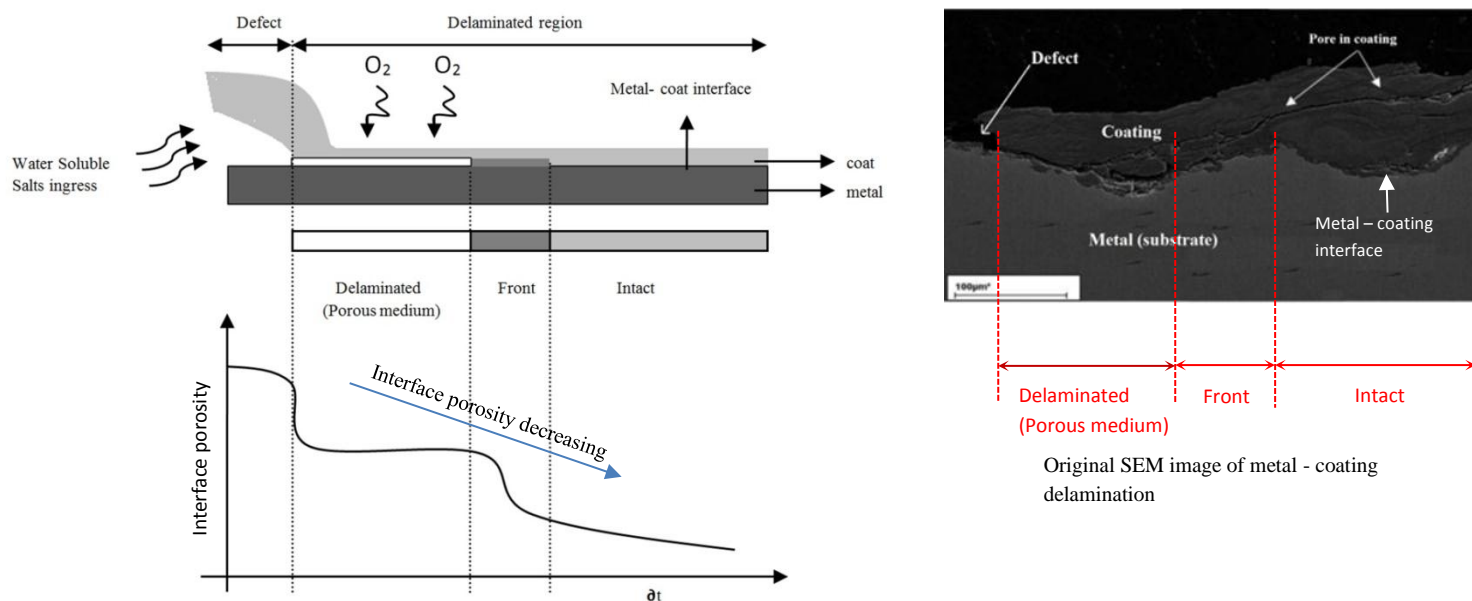 Defect
Delaminated region
O2
O2
Metal- coat interface
Water Soluble
Salts ingress
coat
metal
Delaminated
(Porous medium)
Front
Intact
Interface porosity
Interface porosity decreasing
∂t
Defect
Pore in coating
Coating
Metal (substrate)
Metal – coating
interface
100µm*
Delaminated
(Porous medium)
Front
Intact
Original SEM image of metal - coating
delamination